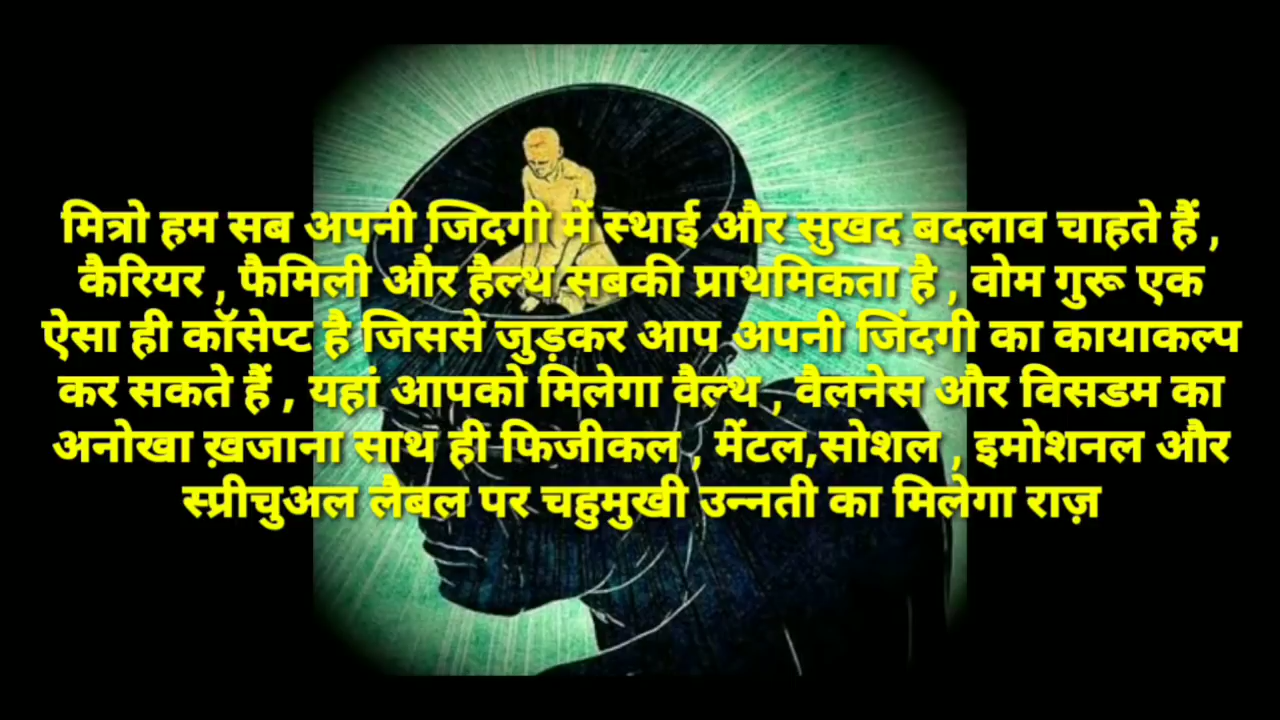 मित्रो हम सब अपनी जि़दगी में स्थाई और सुखद बदलाव चाहते हैं ,
कैरियर , फैमिली और हैल्थ सबकी प्राथमिकता है , वोम गुरू एक
ऐसा ही कॉसेप्ट है जिससे जुड़कर आप अपनी जिंदगी का कायाकल्प
कर सकते हैं , यहां आपको मिलेगा वैल्थ , वैलनेस और विसडम का
अनोखा ख़जाना साथ ही फिजीकल , मेंटल,सोशल , इमोशनल और
स्प्रीचुअल लैबल पर चहुमुखी उन्नती का मिलेगा राज़